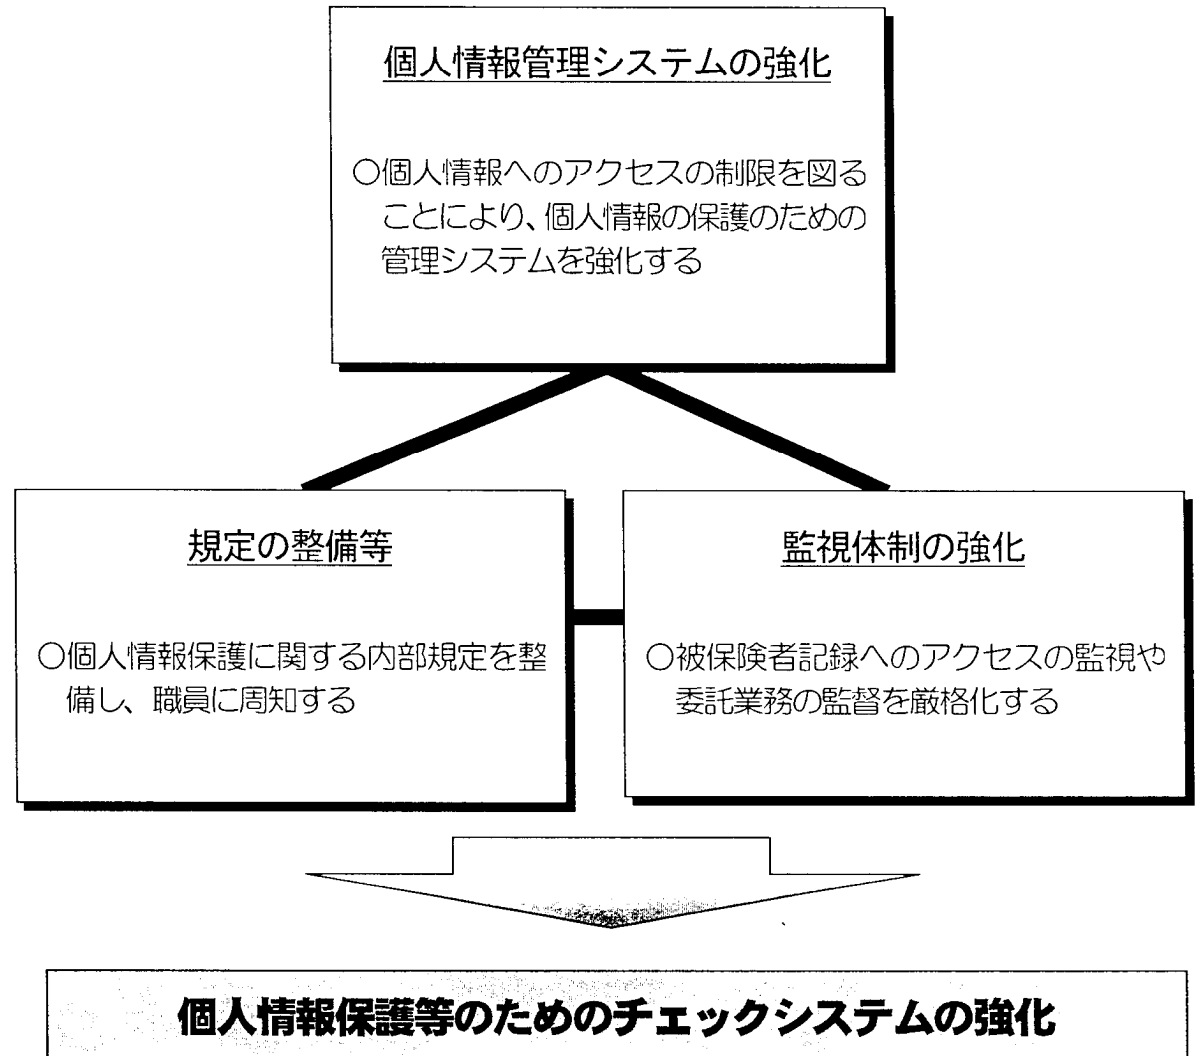 個人情報管理システムの強化
○個人情報へのアクセスの制限を図る
ことにより、個人情報の保護のための
管理システムを強化する
規定の整備等
○個人情報保護に関する内部規定を整
備し、職員に周知する
監視体制の強化
○被保険者記録へのアクセスの監視や
委託業務の監督を厳格化する
個人情報保護等のためのチェックシステムの強化